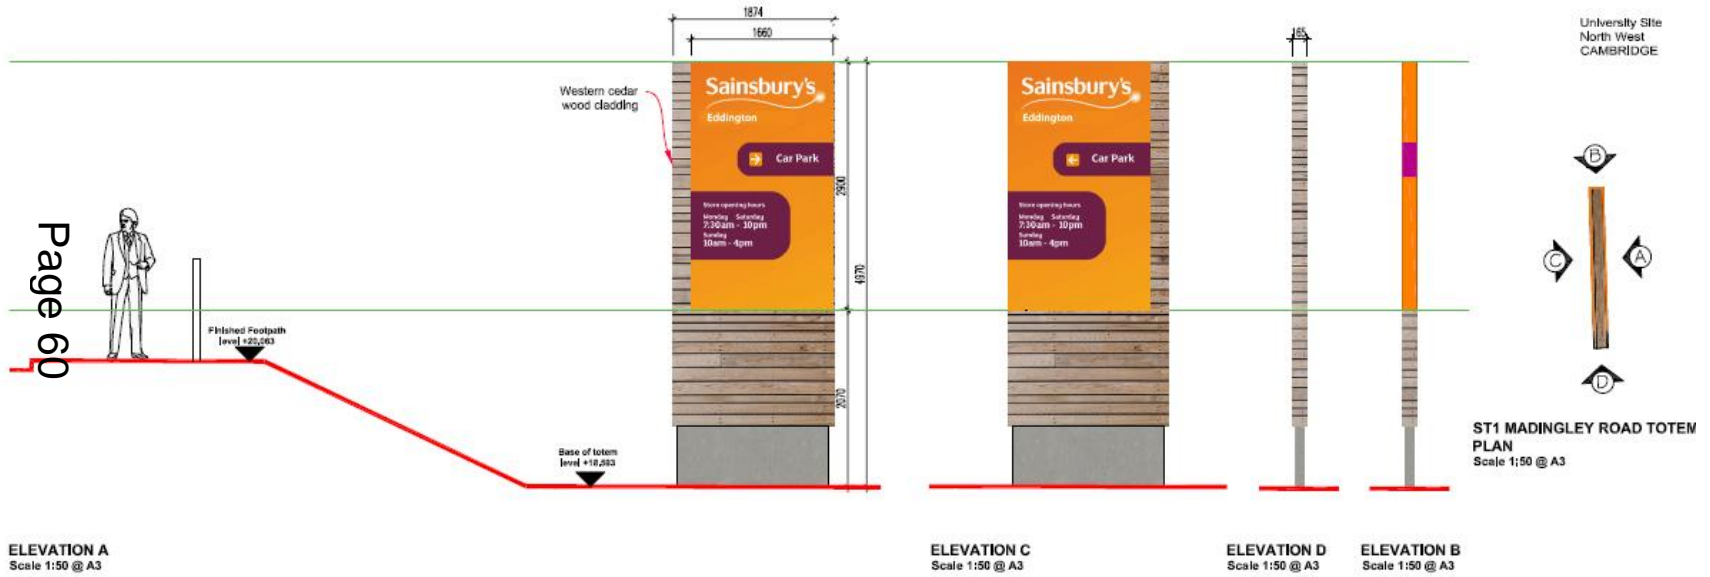 1874
1660
165
University Site
North West
CAMBRIDGE
Western cedar
wood cladding
Sainsbury's
Eddington
Car Park
Store opening hours
Monday Saturday
7:30am - 10pm
Sunday
10am - 4pm
2900
4970
2070
Sainsbury's
Eddington
Car Park
Store opening hours
Monday Saturday
7:30am - 10pm
Sunday
10am - 4pm
B
C
A
D
Page 60
Finished Footpath
level +20,063
Base of totem
level +18,593
ST1 MADINGLEY ROAD TOTEM
PLAN
Scale 1:50 @ A3
ELEVATION A
Scale 1:50 @ A3
ELEVATION C
Scale 1:50 @ A3
ELEVATION D
Scale 1:50 @ A3
ELEVATION B
Scale 1:50 @ A3